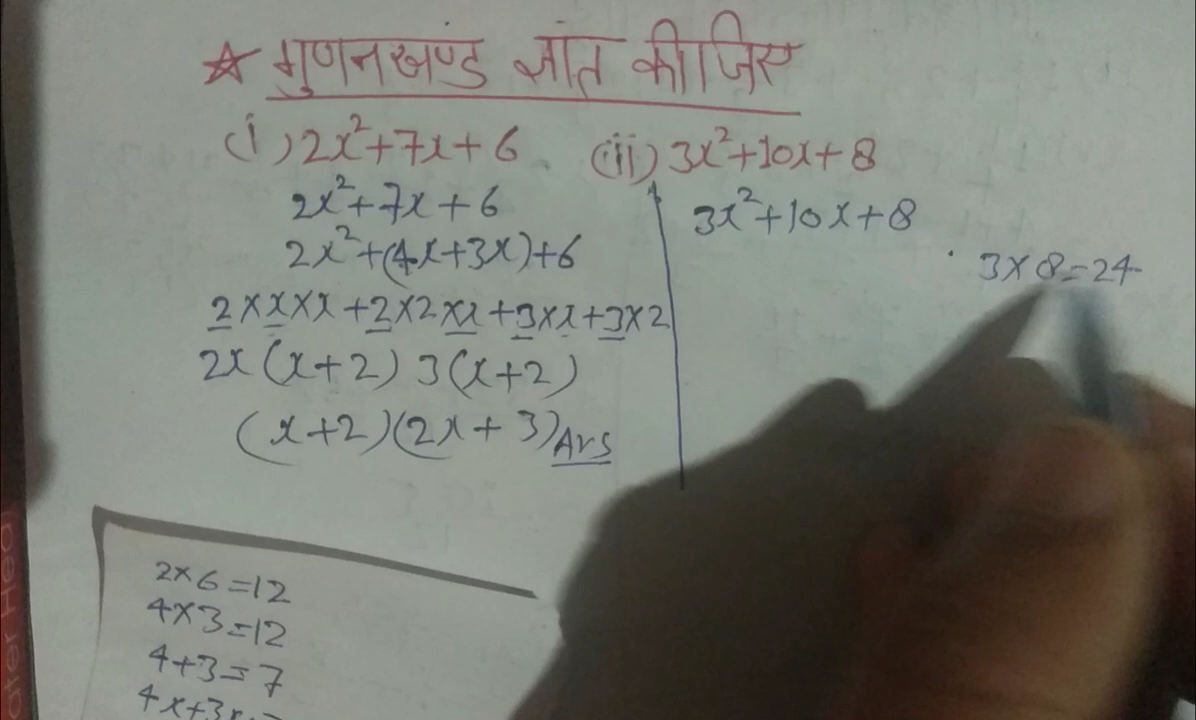 ☆ गुणनखण्ड ज्ञात कीजिए
(i) 2x²+7x+6
2x²+7x+6
2x²+(4x+3x)+6
2×x×x+2×2×x+3×x+3×2
2x(x+2) 3(x+2)
(x+2)(2x+3) Ans
(ii) 3x²+10x+8
3x²+10x+8
3×8=24
2×6=12
4×3=12
4+3=7
4x+3x